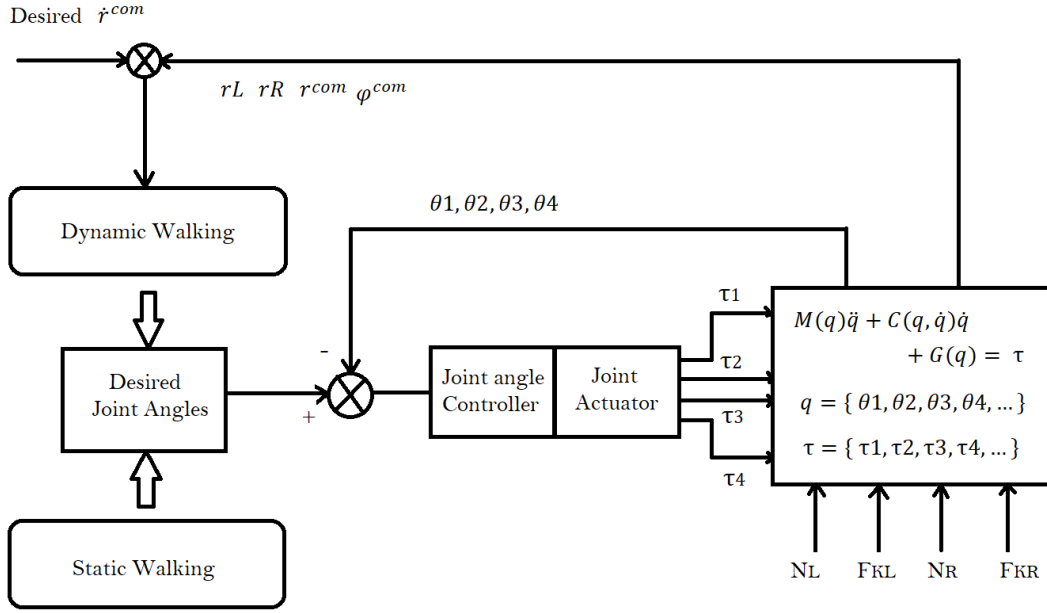 Desired ṙ^com
rL rR r^com φ^com
θ1, θ2, θ3, θ4
Dynamic Walking
Desired
Joint Angles
Static Walking
-
+
Joint angle
Controller
Joint
Actuator
τ1
τ2
τ3
τ4
M(q)q̈ + C(q, q̇)q̇
+ G(q) = τ
q = { θ1, θ2, θ3, θ4, … }
τ = { τ1, τ2, τ3, τ4, … }
NL FKL NR FKR